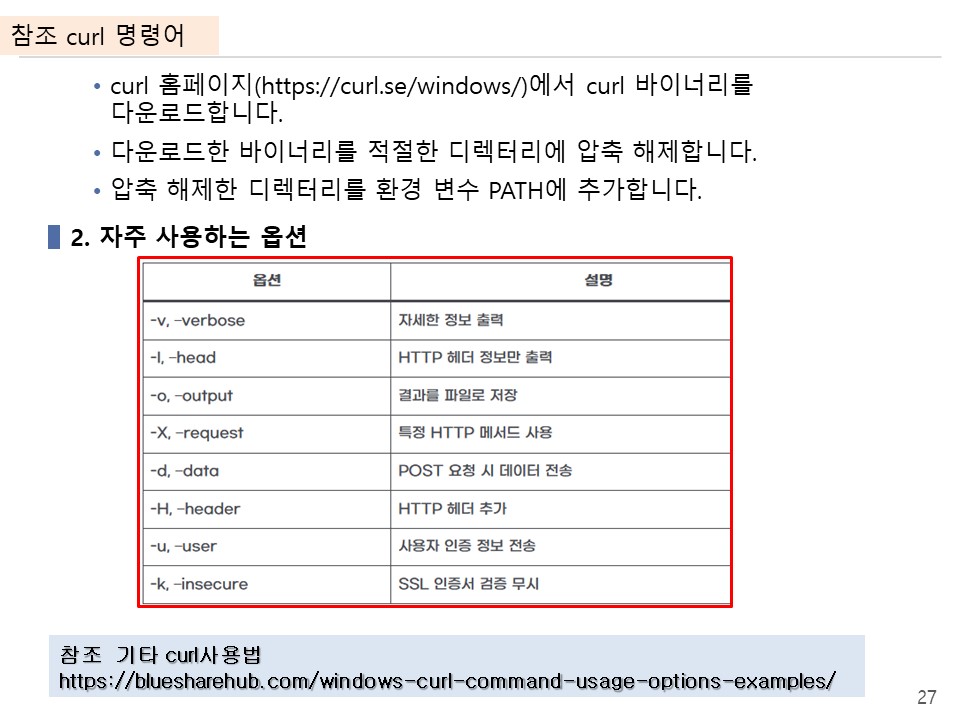 참조 curl 명령어
• curl 홈페이지(https://curl.se/windows/)에서 curl 바이너리를
다운로드합니다.
• 다운로드한 바이너리를 적절한 디렉터리에 압축 해제합니다.
• 압축 해제한 디렉터리를 환경 변수 PATH에 추가합니다.
2. 자주 사용하는 옵션
옵션 설명
-v, –verbose 자세한 정보 출력
-I, –head HTTP 헤더 정보만 출력
-o, –output 결과를 파일로 저장
-X, –request 특정 HTTP 메서드 사용
-d, –data POST 요청 시 데이터 전송
-H, –header HTTP 헤더 추가
-u, –user 사용자 인증 정보 전송
-k, –insecure SSL 인증서 검증 무시
참조 기타 curl사용법
https://bluesharehub.com/windows-curl-command-usage-options-examples/
27